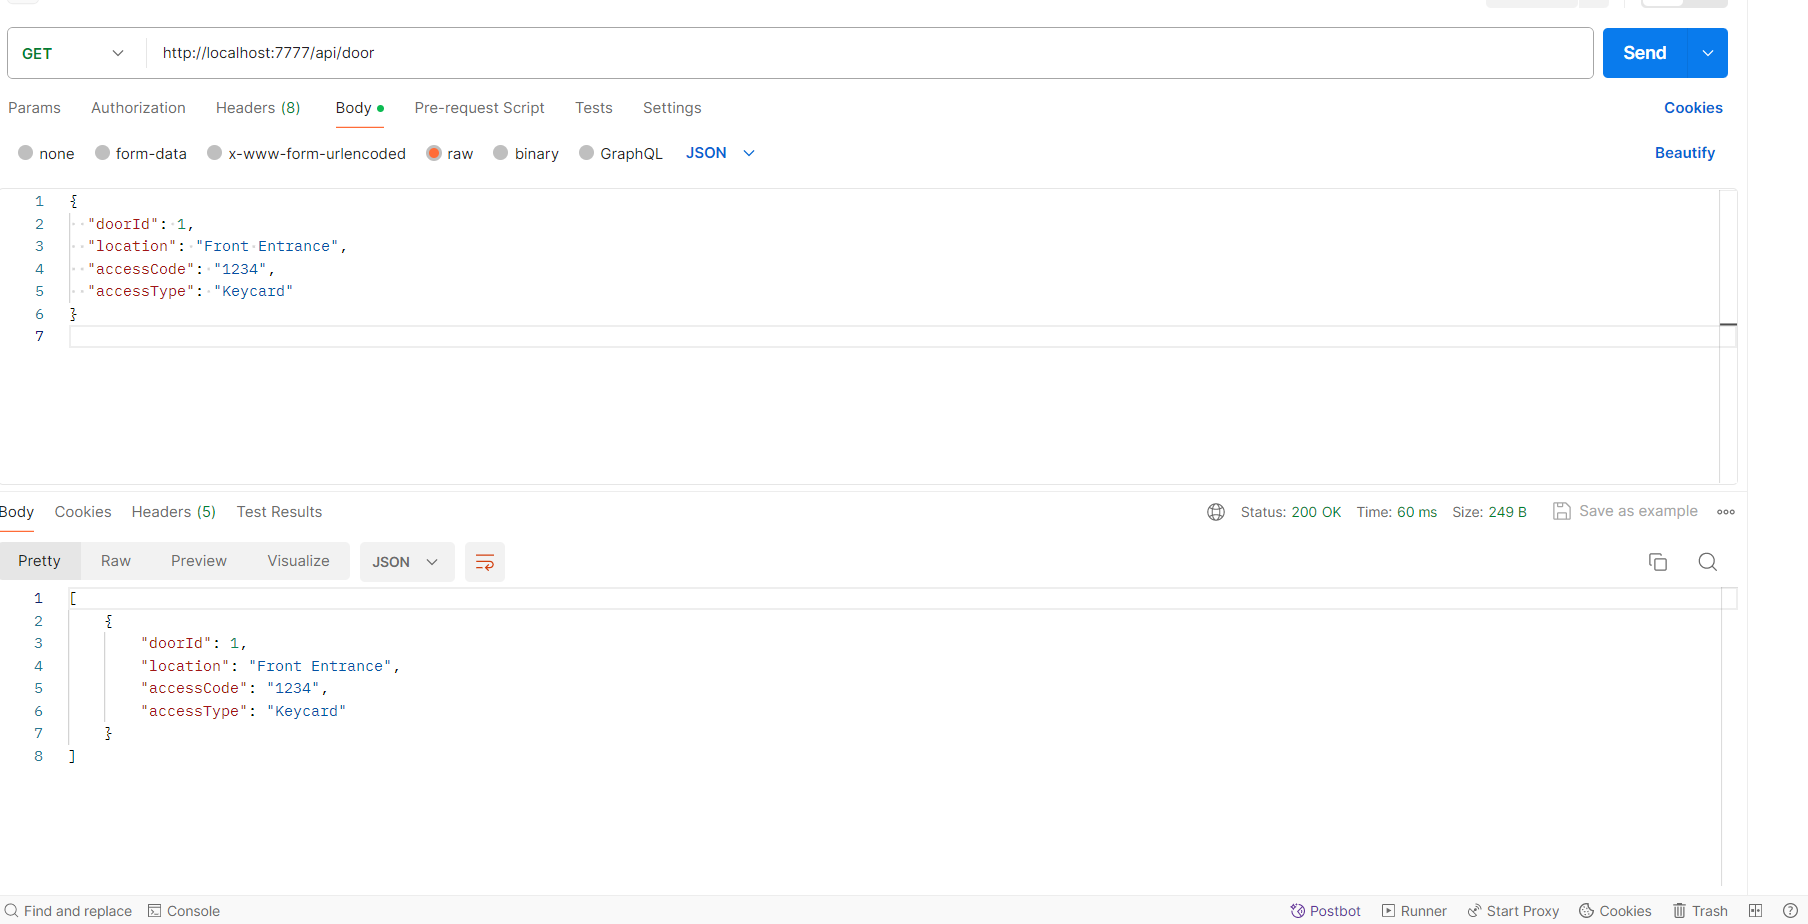 GET http://localhost:7777/api/door Send
Params Authorization Headers (8) Body Pre-request Script Tests Settings Cookies
none form-data x-www-form-urlencoded raw binary GraphQL JSON Beautify
1 {
2 "doorId": 1,
3 "location": "Front Entrance",
4 "accessCode": "1234",
5 "accessType": "Keycard"
6 }
7
Body Cookies Headers (5) Test Results Status: 200 OK Time: 60 ms Size: 249 B Save as example
Pretty Raw Preview Visualize JSON
1 [
2 {
3 "doorId": 1,
4 "location": "Front Entrance",
5 "accessCode": "1234",
6 "accessType": "Keycard"
7 }
8 ]
Find and replace Console Postbot Runner Start Proxy Cookies Trash